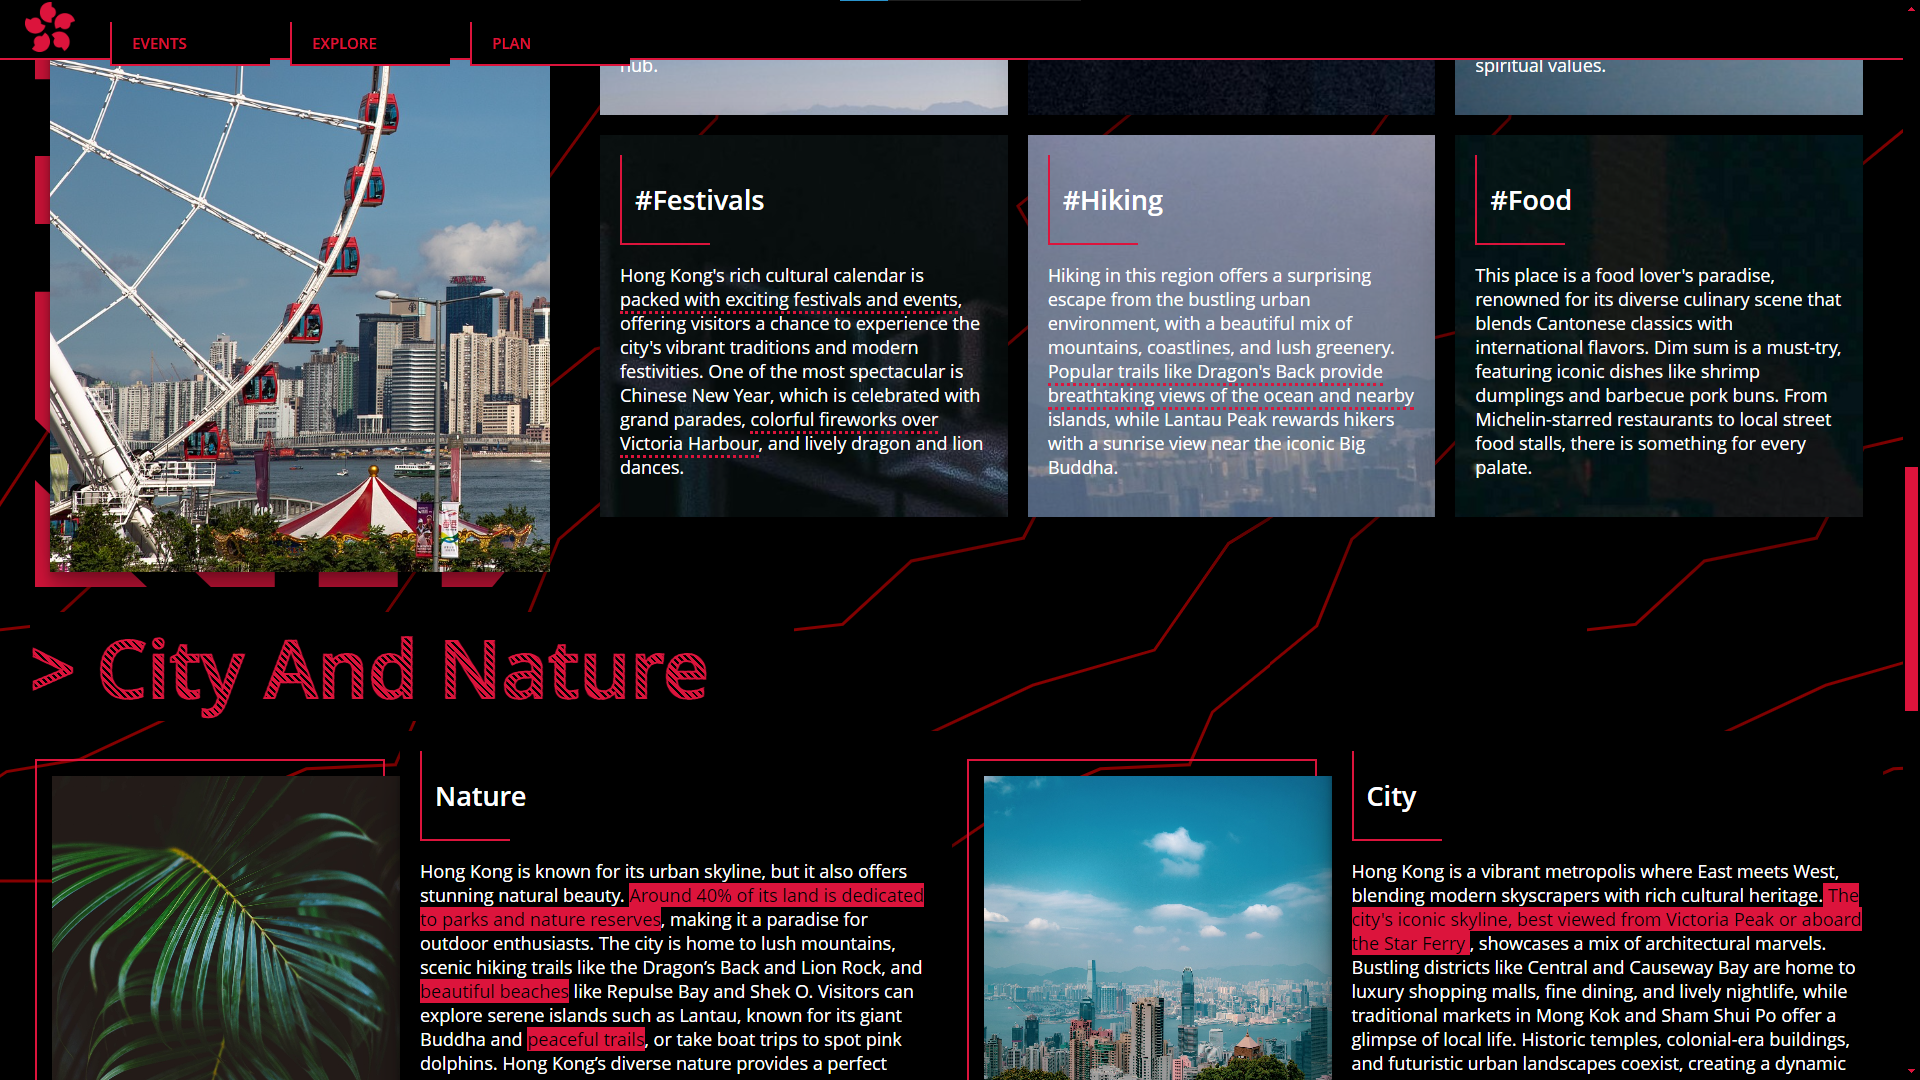 EVENTS
EXPLORE
PLAN
hub.
spiritual values.
#Festivals
Hong Kong's rich cultural calendar is
packed with exciting festivals and events,
offering visitors a chance to experience the
city's vibrant traditions and modern
festivities. One of the most spectacular is
Chinese New Year, which is celebrated with
grand parades, colorful fireworks over
Victoria Harbour, and lively dragon and lion
dances.
#Hiking
Hiking in this region offers a surprising
escape from the bustling urban
environment, with a beautiful mix of
mountains, coastlines, and lush greenery.
Popular trails like Dragon's Back provide
breathtaking views of the ocean and nearby
islands, while Lantau Peak rewards hikers
with a sunrise view near the iconic Big
Buddha.
#Food
This place is a food lover's paradise,
renowned for its diverse culinary scene that
blends Cantonese classics with
international flavors. Dim sum is a must-try,
featuring iconic dishes like shrimp
dumplings and barbecue pork buns. From
Michelin-starred restaurants to local street
food stalls, there is something for every
palate.
> City And Nature
Nature
Hong Kong is known for its urban skyline, but it also offers
stunning natural beauty. Around 40% of its land is dedicated
to parks and nature reserves, making it a paradise for
outdoor enthusiasts. The city is home to lush mountains,
scenic hiking trails like the Dragon’s Back and Lion Rock, and
beautiful beaches like Repulse Bay and Shek O. Visitors can
explore serene islands such as Lantau, known for its giant
Buddha and peaceful trails, or take boat trips to spot pink
dolphins. Hong Kong’s diverse nature provides a perfect
City
Hong Kong is a vibrant metropolis where East meets West,
blending modern skyscrapers with rich cultural heritage. The
city's iconic skyline, best viewed from Victoria Peak or aboard
the Star Ferry , showcases a mix of architectural marvels.
Bustling districts like Central and Causeway Bay are home to
luxury shopping malls, fine dining, and lively nightlife, while
traditional markets in Mong Kok and Sham Shui Po offer a
glimpse of local life. Historic temples, colonial-era buildings,
and futuristic urban landscapes coexist, creating a dynamic